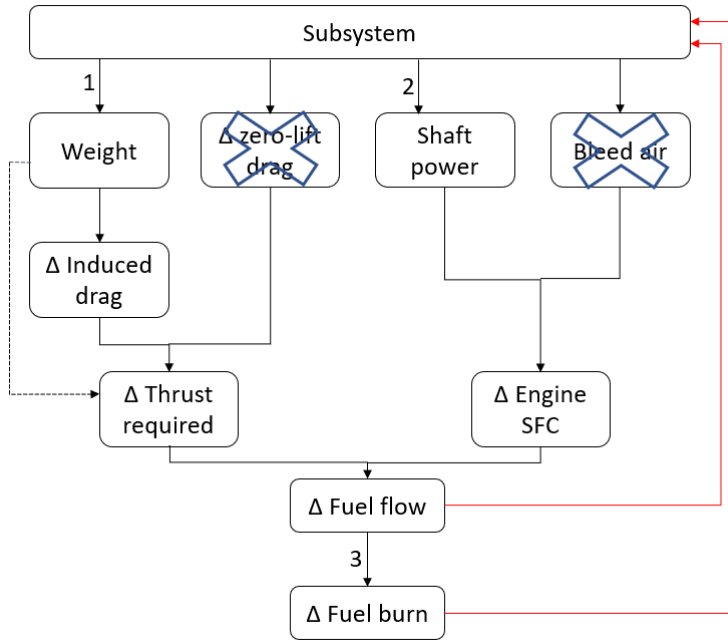 Subsystem
1
2
Weight
Δ zero-lift
drag
Shaft
power
Bleed air
Δ Induced
drag
Δ Thrust
required
Δ Engine
SFC
Δ Fuel flow
3
Δ Fuel burn